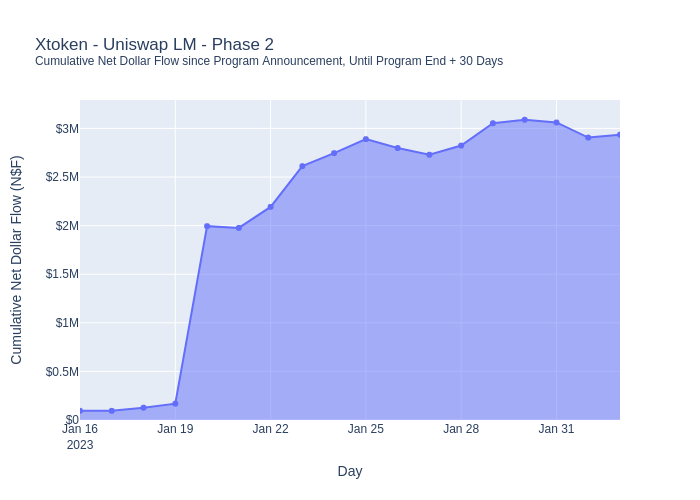 Xtoken - Uniswap LM - Phase 2
Cumulative Net Dollar Flow since Program Announcement, Until Program End + 30 Days
Cumulative Net Dollar Flow (N$F)
$3M
$2.5M
$2M
$1.5M
$1M
$0.5M
$0
Jan 16 Jan 19 Jan 22 Jan 25 Jan 28 Jan 31
2023
Day